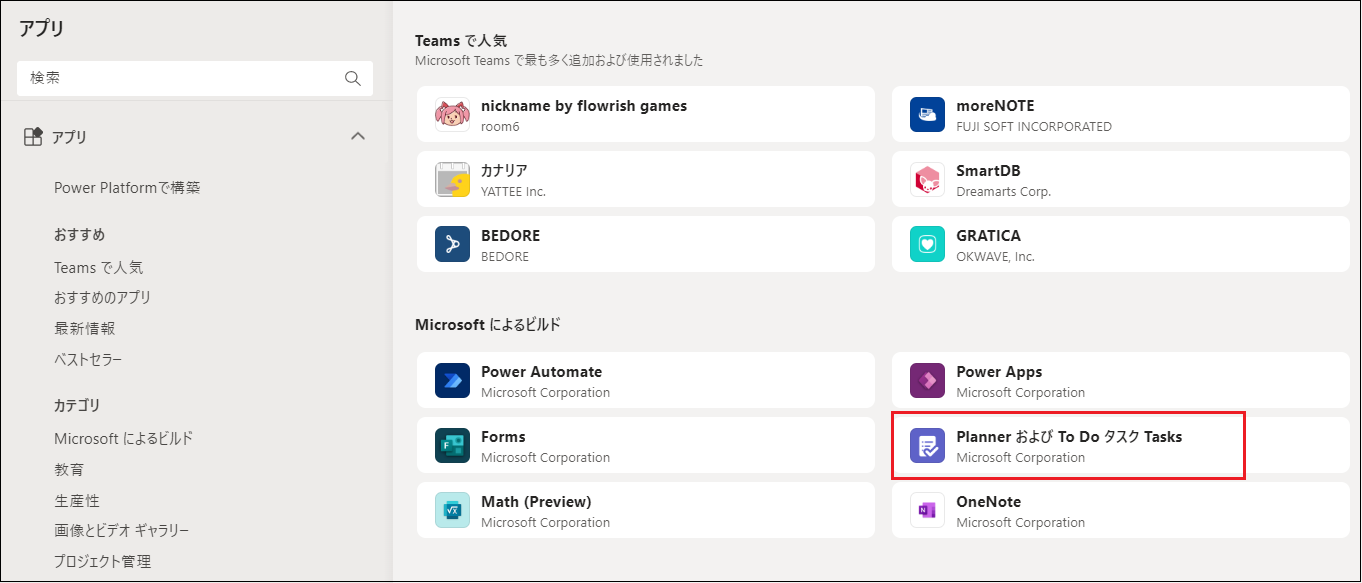 アプリ
検索
アプリ
Power Platformで構築
おすすめ
Teams で人気
おすすめのアプリ
最新情報
ベストセラー
カテゴリ
Microsoft によるビルド
教育
生産性
画像とビデオ ギャラリー
プロジェクト管理
Teams で人気
Microsoft Teams で最も多く追加および使用されました
nickname by flowrish games
room6
moreNOTE
FUJI SOFT INCORPORATED
カナリア
YATTEE Inc.
SmartDB
Dreamarts Corp.
BEDORE
BEDORE
GRATICA
OKWAVE, Inc.
Microsoft によるビルド
Power Automate
Microsoft Corporation
Power Apps
Microsoft Corporation
Forms
Microsoft Corporation
Planner および To Do タスク Tasks
Microsoft Corporation
Math (Preview)
Microsoft Corporation
OneNote
Microsoft Corporation